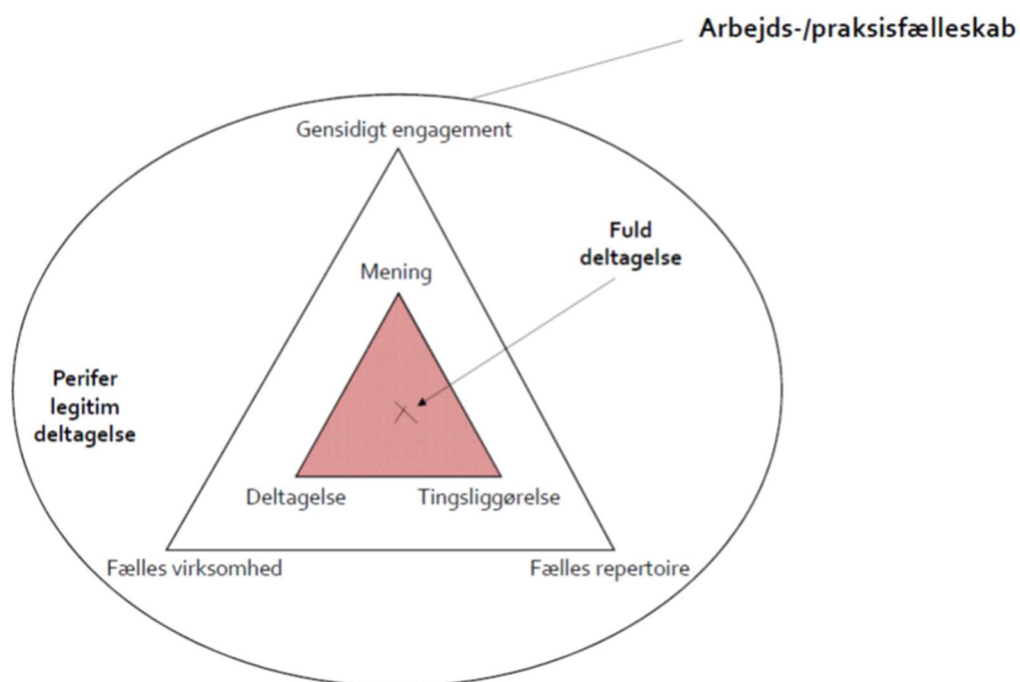 Arbejds-/praksisfælleskab
Gensidigt engagement
Fuld
deltagelse
Mening
Perifer
legitim
deltagelse
Deltagelse
Tingsliggørelse
Fælles virksomhed
Fælles repertoire